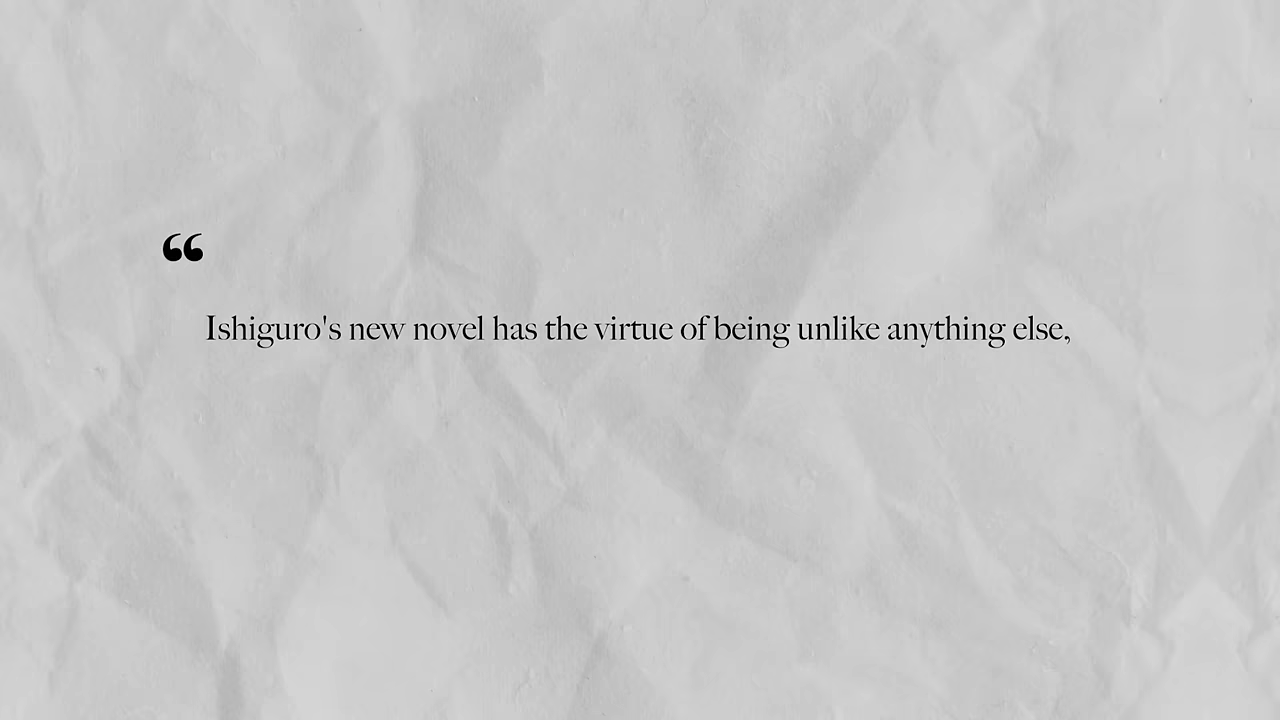 “
Ishiguro's new novel has the virtue of being unlike anything else,